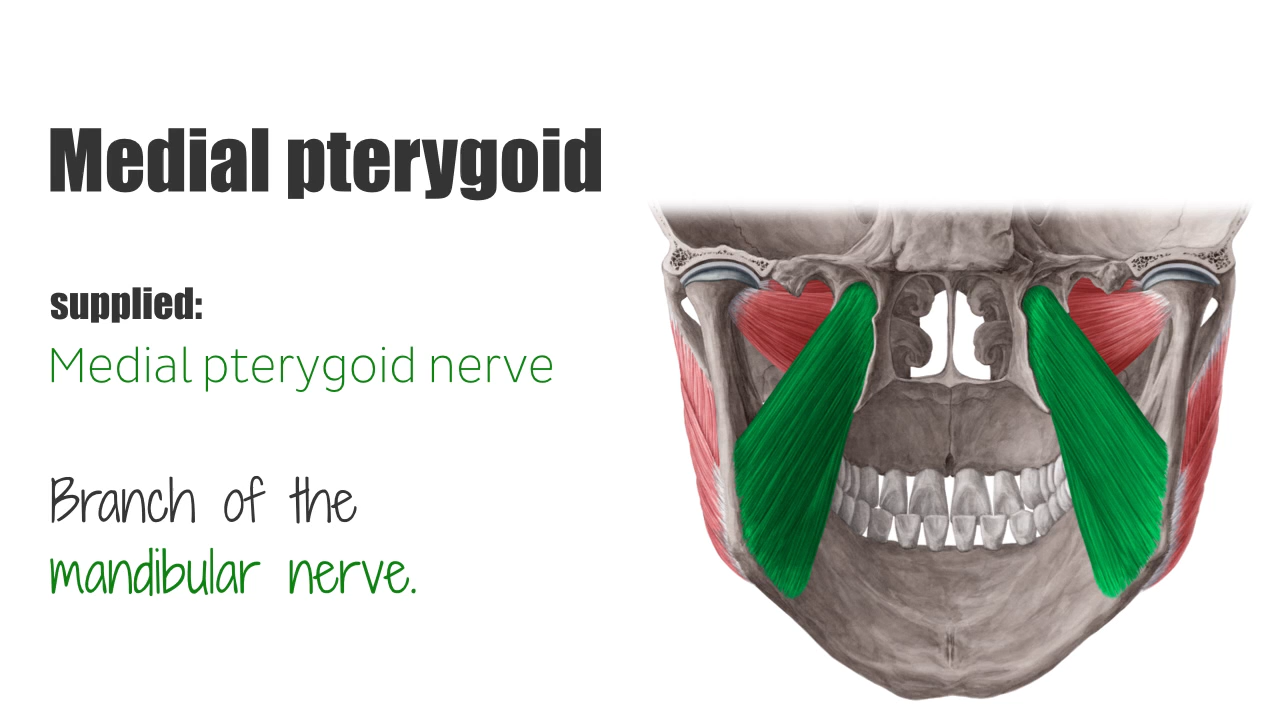 Medial pterygoid
supplied:
Medial pterygoid nerve
Branch of the
mandibular nerve.